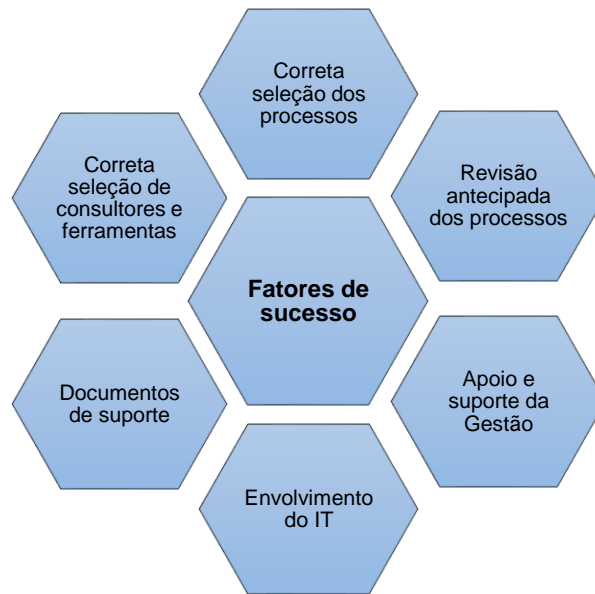 Correta
seleção dos
processos
Correta
seleção de
consultores e
ferramentas
Revisão
antecipada
dos processos
Fatores de
sucesso
Documentos
de suporte
Apoio e
suporte da
Gestão
Envolvimento
do IT